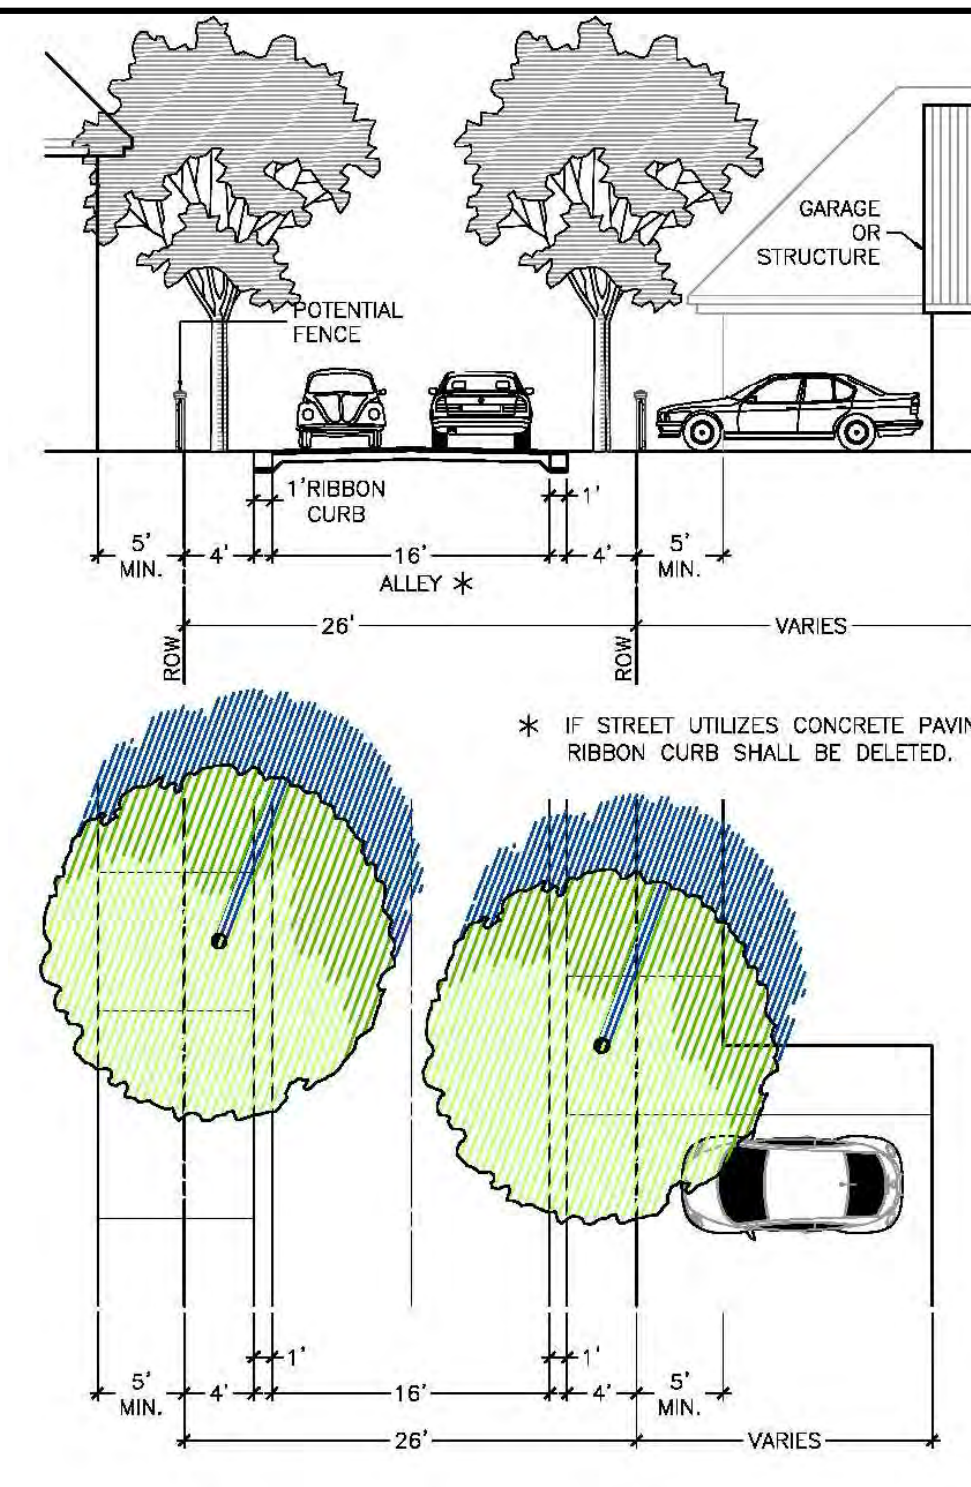 GARAGE
OR
STRUCTURE
POTENTIAL
FENCE
1'RIBBON
CURB
1'
5'
MIN.
4'
16'
ALLEY *
4'
5'
MIN.
26'
VARIES
ROW
ROW
* IF STREET UTILIZES CONCRETE PAVIN
RIBBON CURB SHALL BE DELETED.
1'
1'
5'
MIN.
4'
16'
4'
5'
MIN.
26'
VARIES